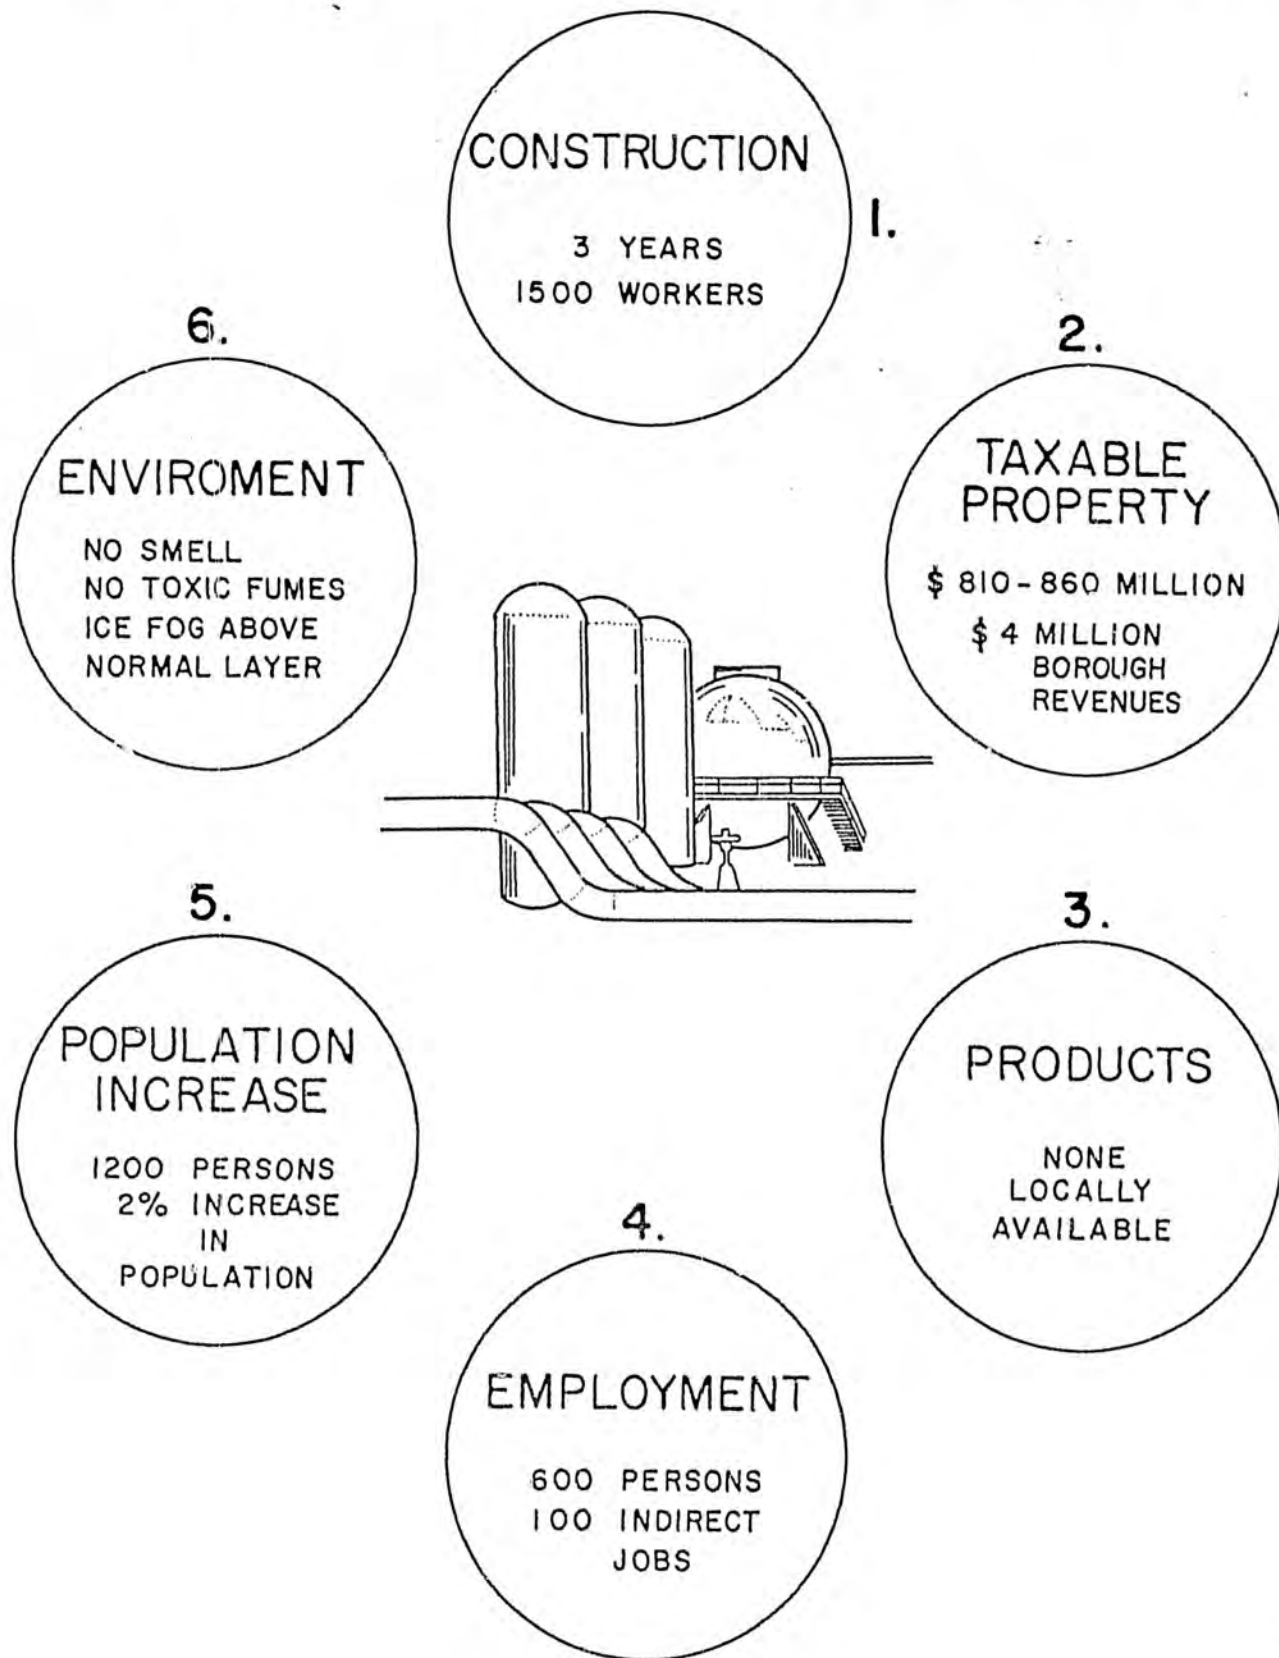 1.
CONSTRUCTION
3 YEARS
1500 WORKERS
2.
TAXABLE
PROPERTY
$ 810-860 MILLION
$ 4 MILLION
BOROUGH
REVENUES
3.
PRODUCTS
NONE
LOCALLY
AVAILABLE
4.
EMPLOYMENT
600 PERSONS
100 INDIRECT
JOBS
5.
POPULATION
INCREASE
1200 PERSONS
2% INCREASE
IN
POPULATION
6.
ENVIROMENT
NO SMELL
NO TOXIC FUMES
ICE FOG ABOVE
NORMAL LAYER